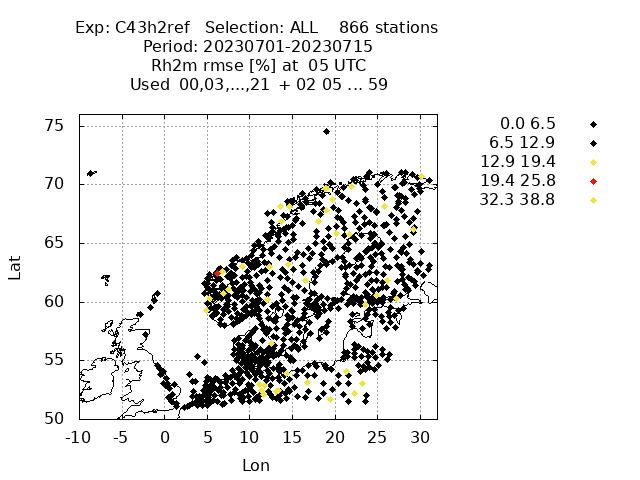 Exp: C43h2ref   Selection: ALL    866 stations
Period: 20230701-20230715
Rh2m rmse [%] at  05 UTC
Used  00,03,...,21  + 02 05 ... 59
0.0 6.5
6.5 12.9
12.9 19.4
19.4 25.8
32.3 38.8
75
70
65
60
55
50
Lat
-10 -5 0 5 10 15 20 25 30
Lon